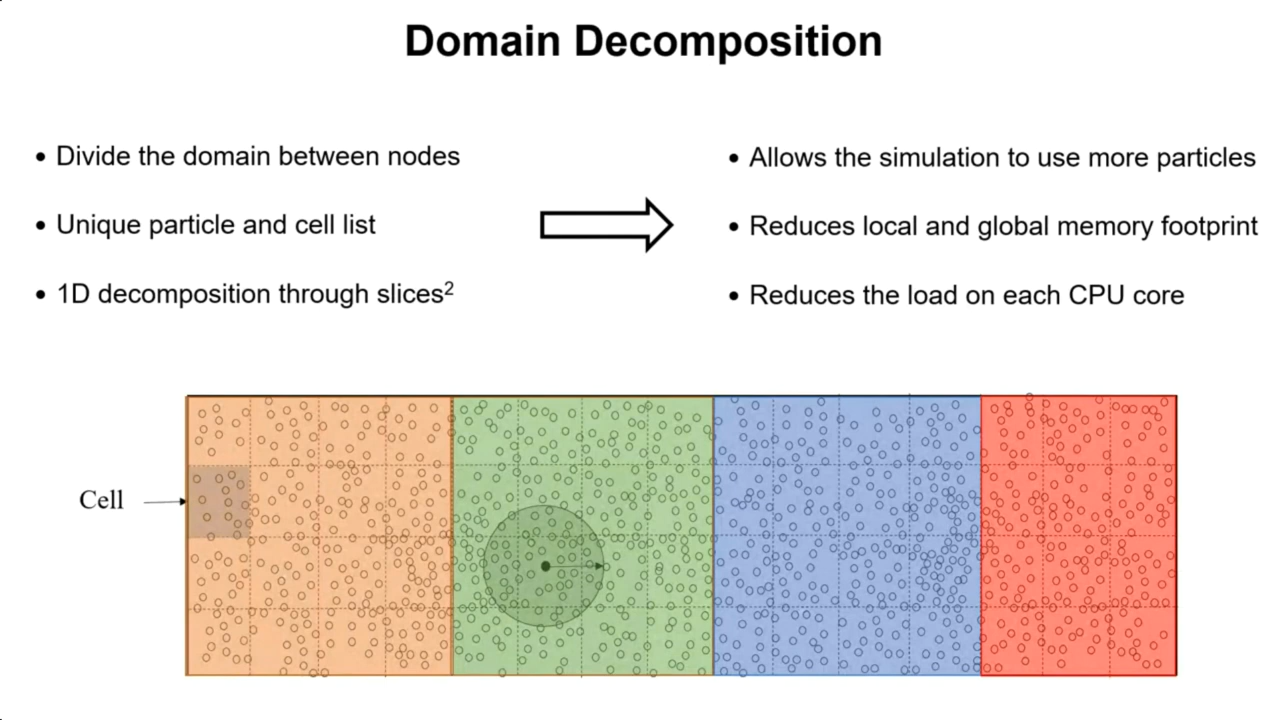 Domain Decomposition
• Divide the domain between nodes
• Unique particle and cell list
• 1D decomposition through slices²
• Allows the simulation to use more particles
• Reduces local and global memory footprint
• Reduces the load on each CPU core
Cell